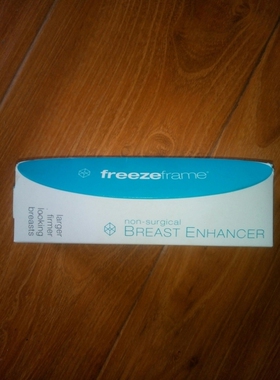 freezeframe®
non-surgical
BREAST ENHANCER
larger
firmer
looking
breasts